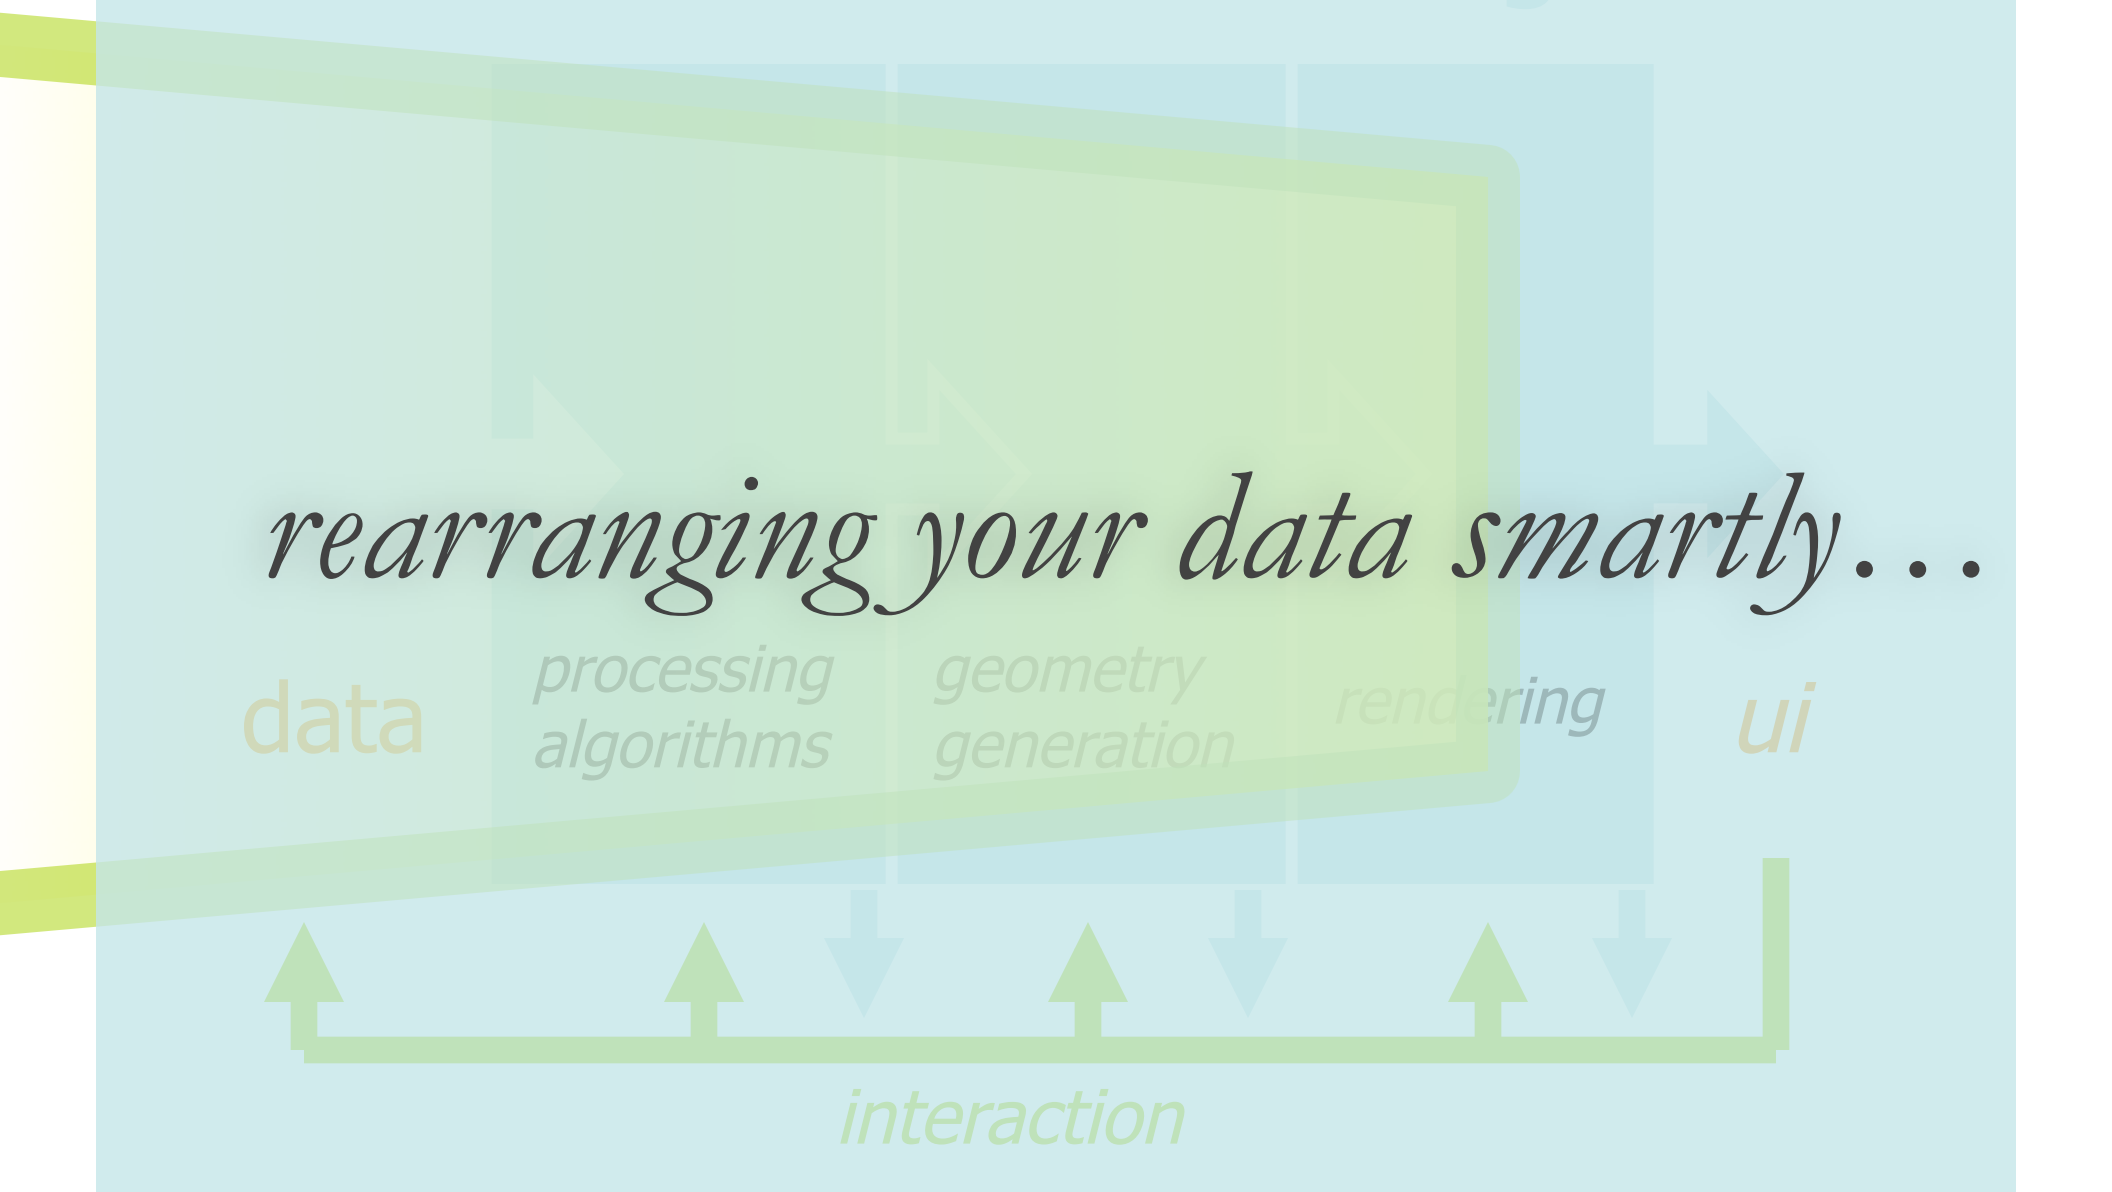 rearranging your data smartly…
data
processing
algorithms
geometry
generation
rendering
ui
interaction